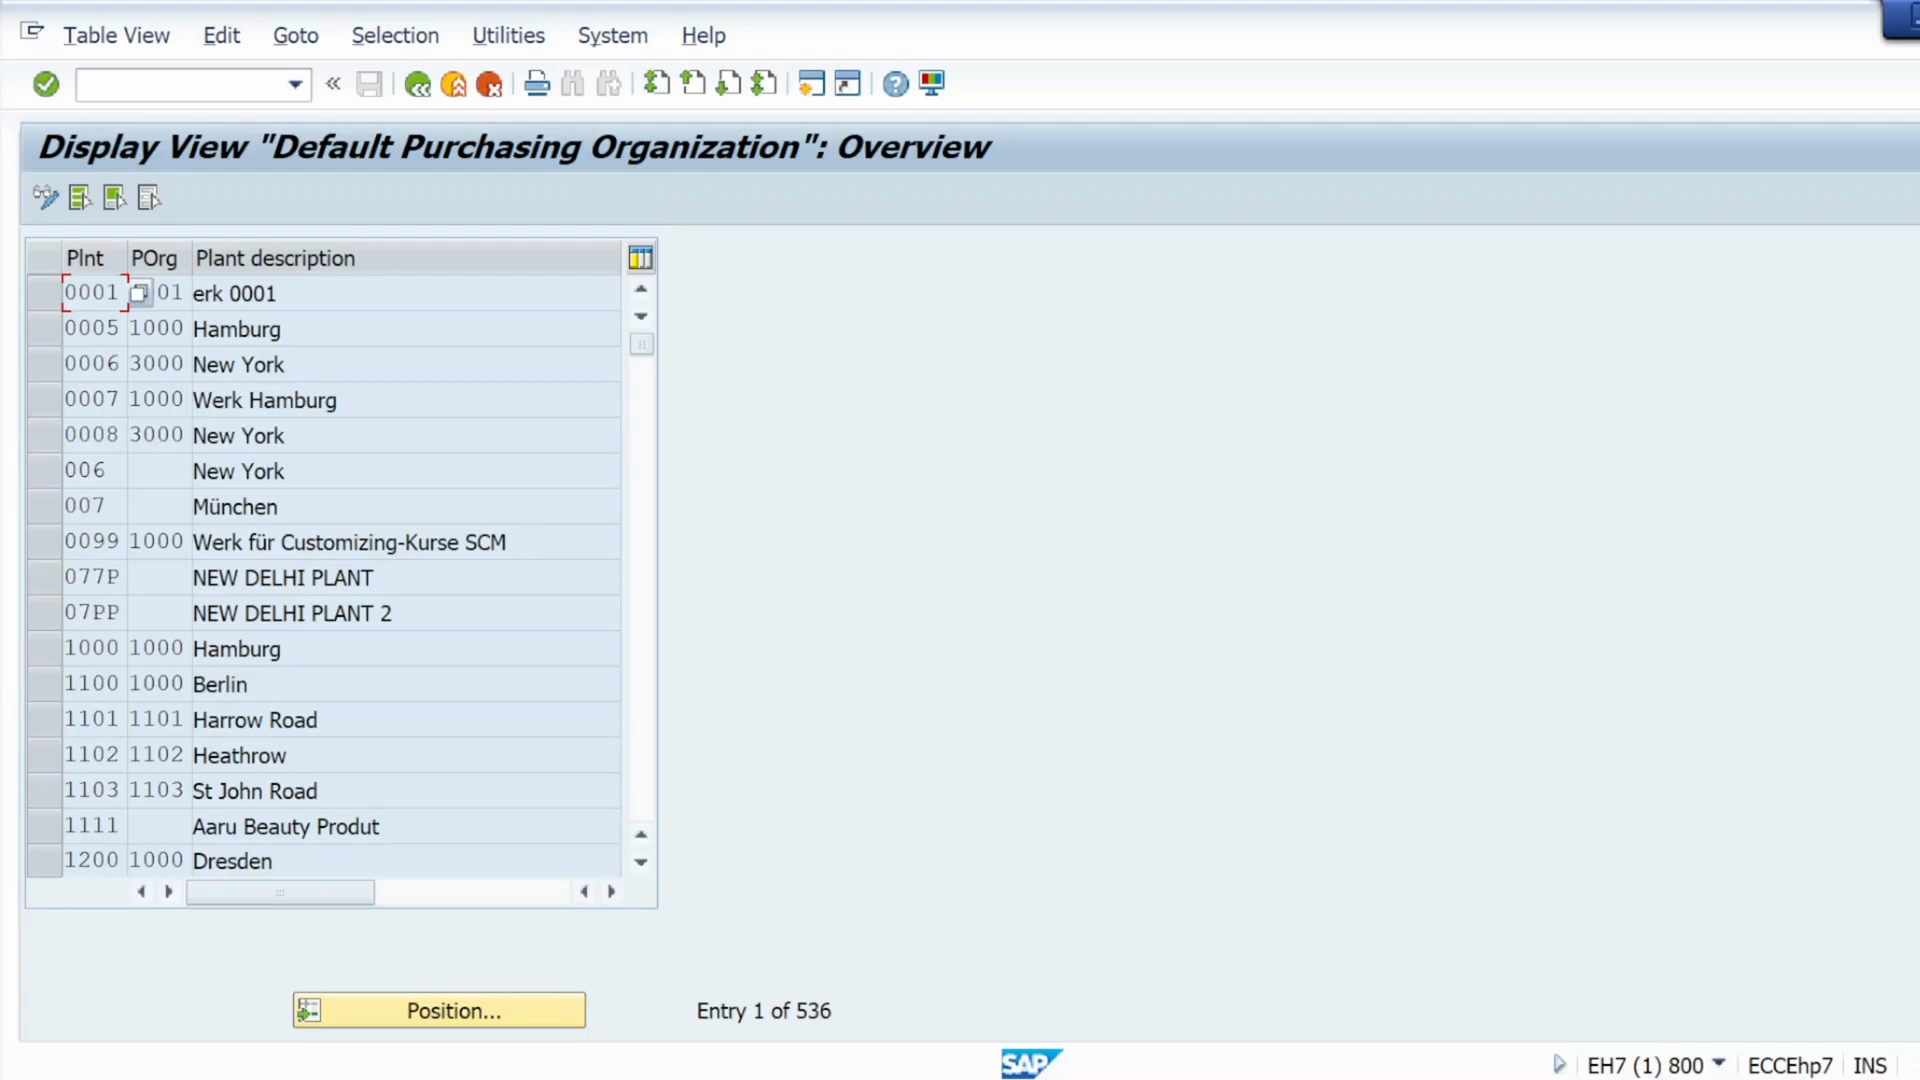 Table View Edit Goto Selection Utilities System Help
Display View "Default Purchasing Organization": Overview
Plnt POrg Plant description
0001 01 erk 0001
0005 1000 Hamburg
0006 3000 New York
0007 1000 Werk Hamburg
0008 3000 New York
006 New York
007 München
0099 1000 Werk für Customizing-Kurse SCM
077P NEW DELHI PLANT
07PP NEW DELHI PLANT 2
1000 1000 Hamburg
1100 1000 Berlin
1101 1101 Harrow Road
1102 1102 Heathrow
1103 1103 St John Road
1111 Aaru Beauty Produt
1200 1000 Dresden
Position... Entry 1 of 536
SAP EH7 (1) 800 ECCEhp7 INS